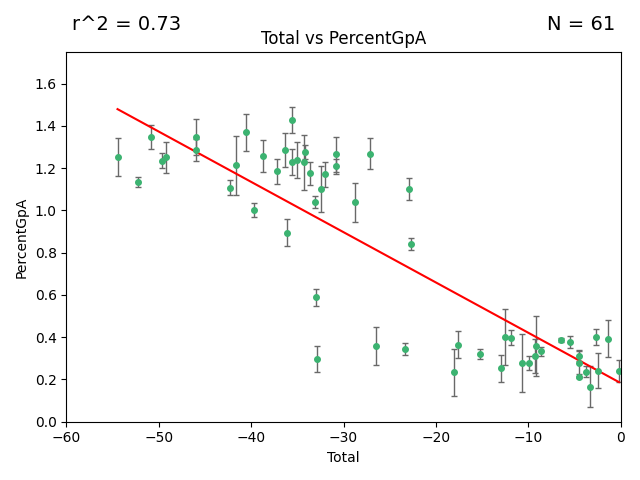 r^2 = 0.73 N = 61
Total vs PercentGpA
PercentGpA
1.6
1.4
1.2
1.0
0.8
0.6
0.4
0.2
0.0
−60 −50 −40 −30 −20 −10 0
Total